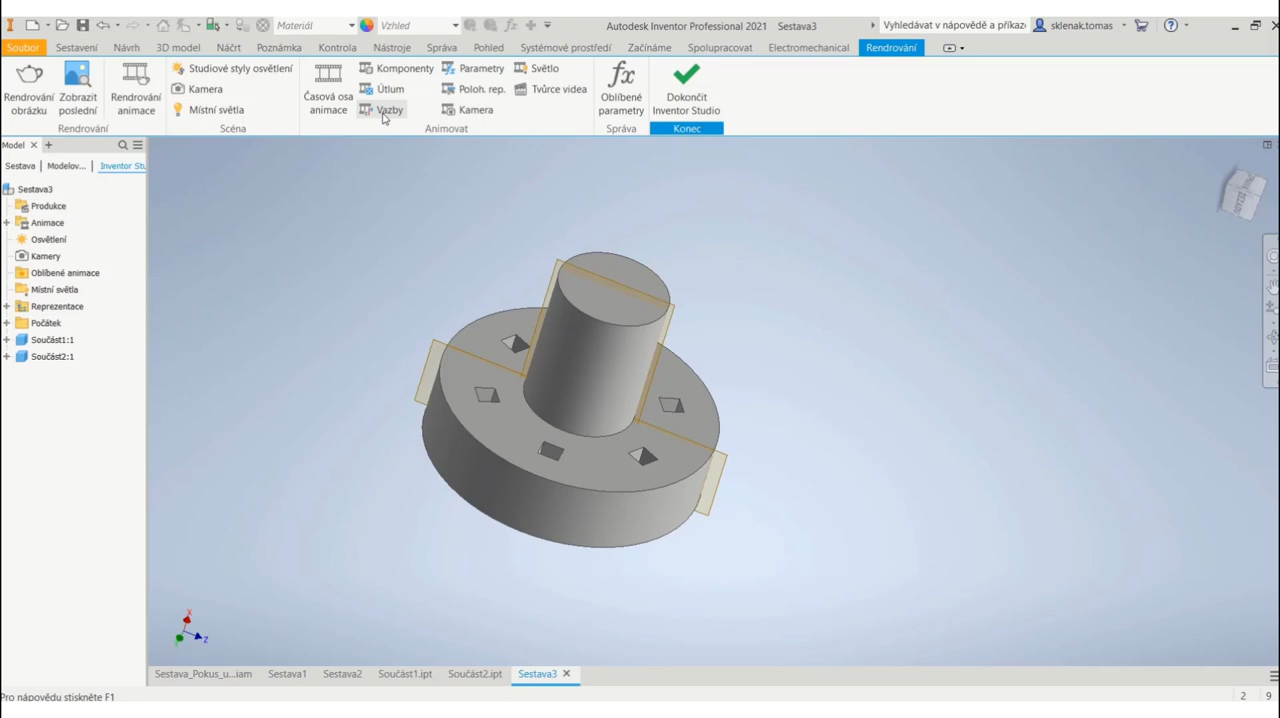 Materiál
Vzhled
Autodesk Inventor Professional 2021 Sestava3
Vyhledávat v nápovědě a příkaz
sklenak.tomas
Soubor Sestavení Návrh 3D model Načrt Poznámka Kontrola Nástroje Správa Pohled Systémové prostředí Začínáme Spolupracovat Electromechanical Rendrování
Rendrování obrázku
Zobrazit poslední
Rendrování animace
Rendrování
Studiové styly osvětlení
Kamera
Místní světla
Scéna
Časová osa animace
Komponenty
Útlum
Vazby
Parametry
Poloh. rep.
Kamera
Světlo
Tvůrce videa
Animovat
fx
Oblíbené parametry
Správa
Dokončit Inventor Studio
Konec
Model
Sestava Modelov... Inventor Stu
Sestava3
Produkce
Animace
Osvětlení
Kamery
Oblíbené animace
Místní světla
Reprezentace
Počátek
Součást1:1
Součást2:1
X
Z
Sestava_Pokus_u...iam Sestava1 Sestava2 Součást1.ipt Součást2.ipt Sestava3
Pro nápovědu stiskněte F1
2 9